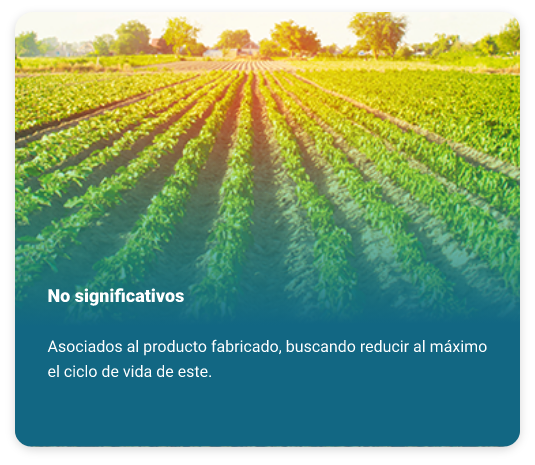 No significativos
Asociados al producto fabricado, buscando reducir al máximo
el ciclo de vida de este.